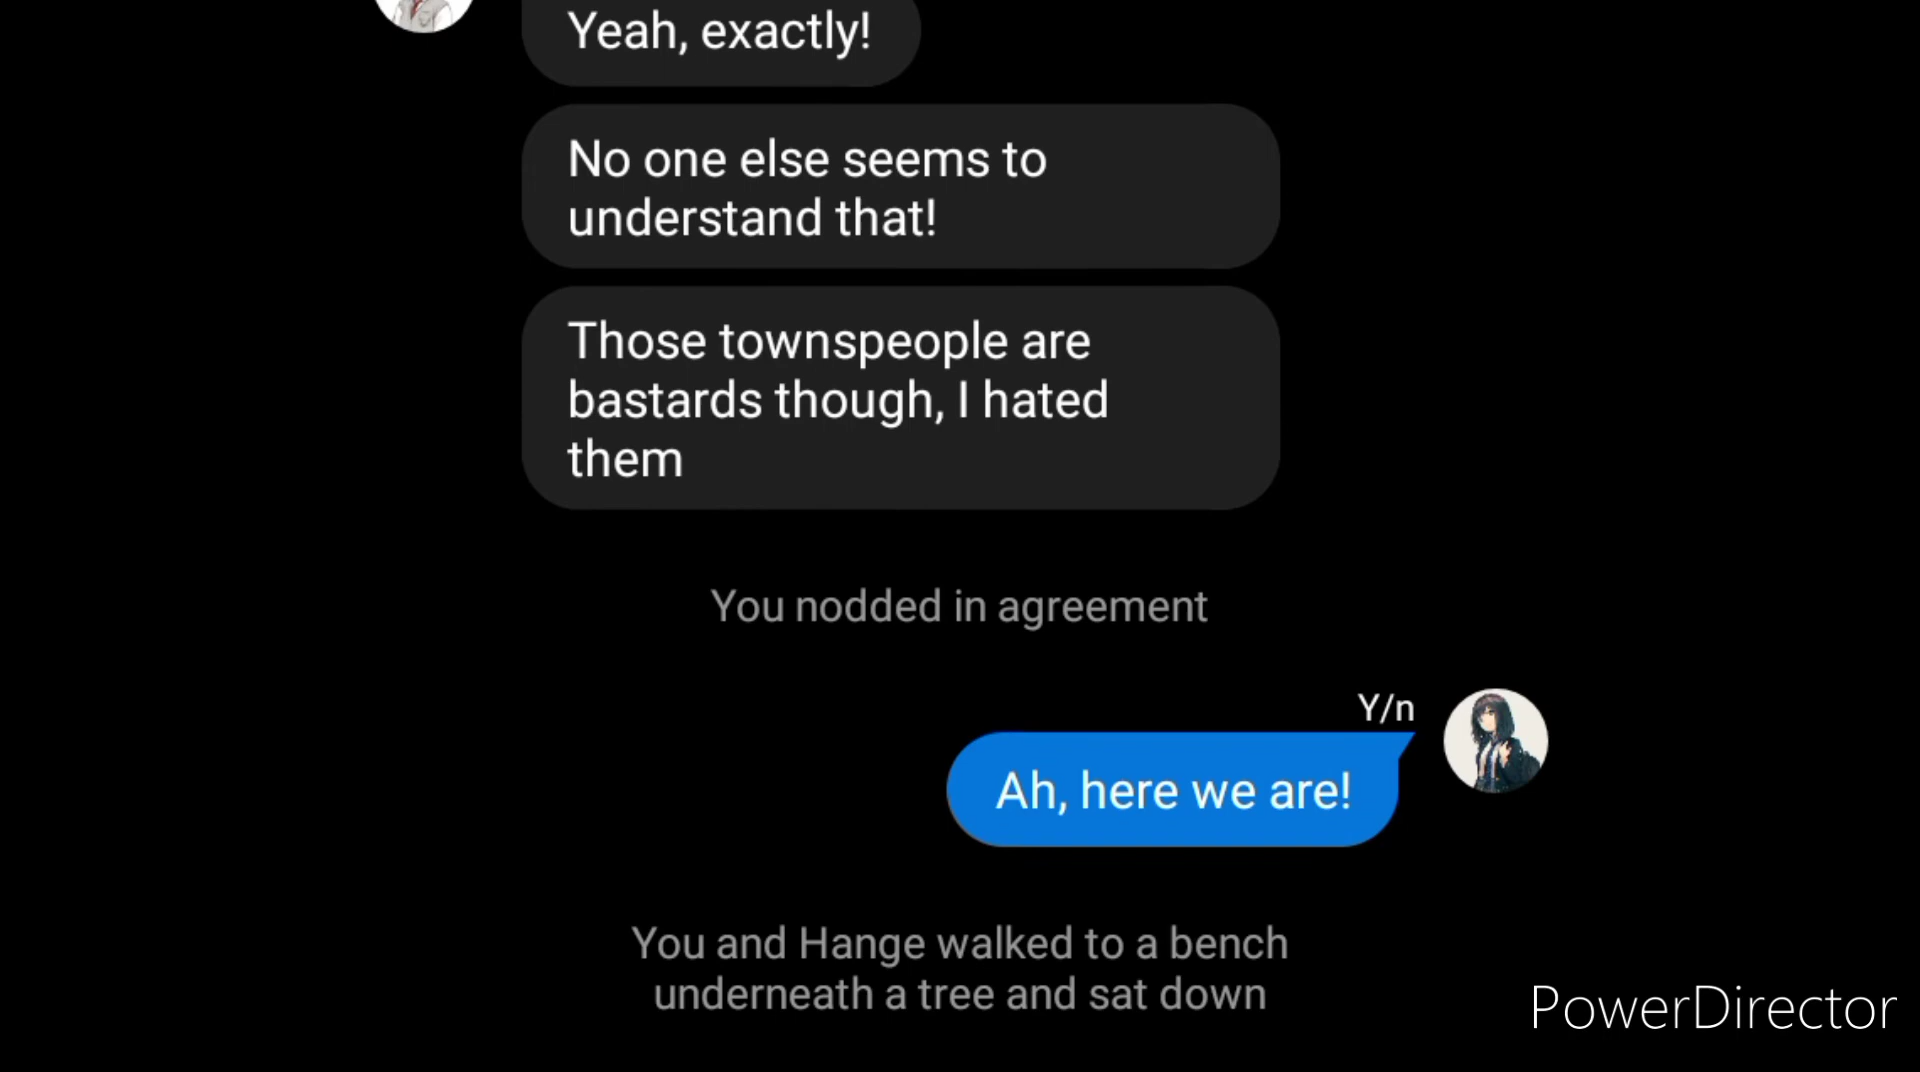 Yeah, exactly!
No one else seems to
understand that!
Those townspeople are
bastards though, I hated
them
You nodded in agreement
Y/n
Ah, here we are!
You and Hange walked to a bench
underneath a tree and sat down
PowerDirector